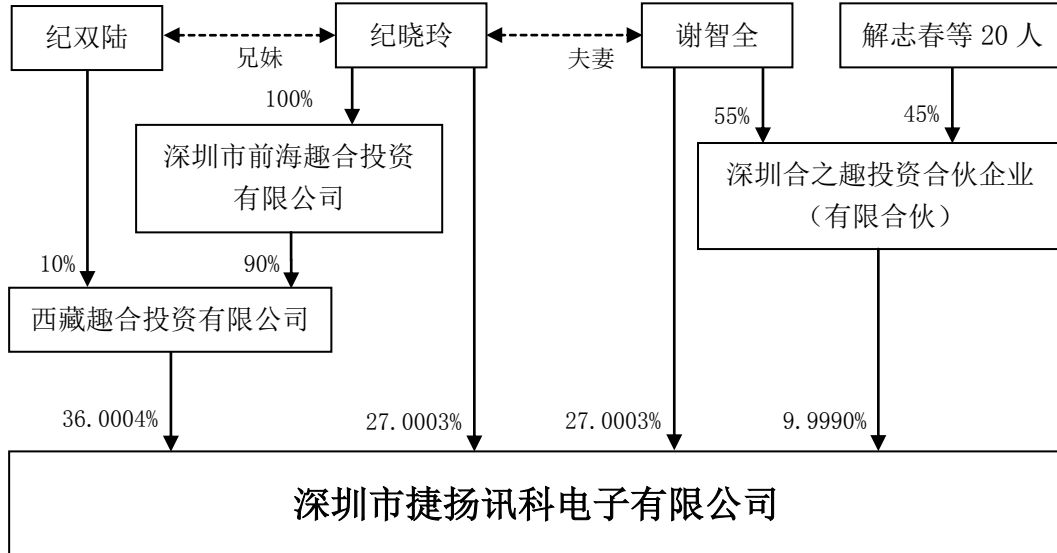 纪双陆
纪晓玲
谢智全
解志春等 20 人
兄妹
夫妻
100%
55%
45%
深圳市前海趣合投资
有限公司
深圳合之趣投资合伙企业
（有限合伙）
10%
90%
西藏趣合投资有限公司
36.0004%
27.0003%
27.0003%
9.9990%
深圳市捷扬讯科电子有限公司